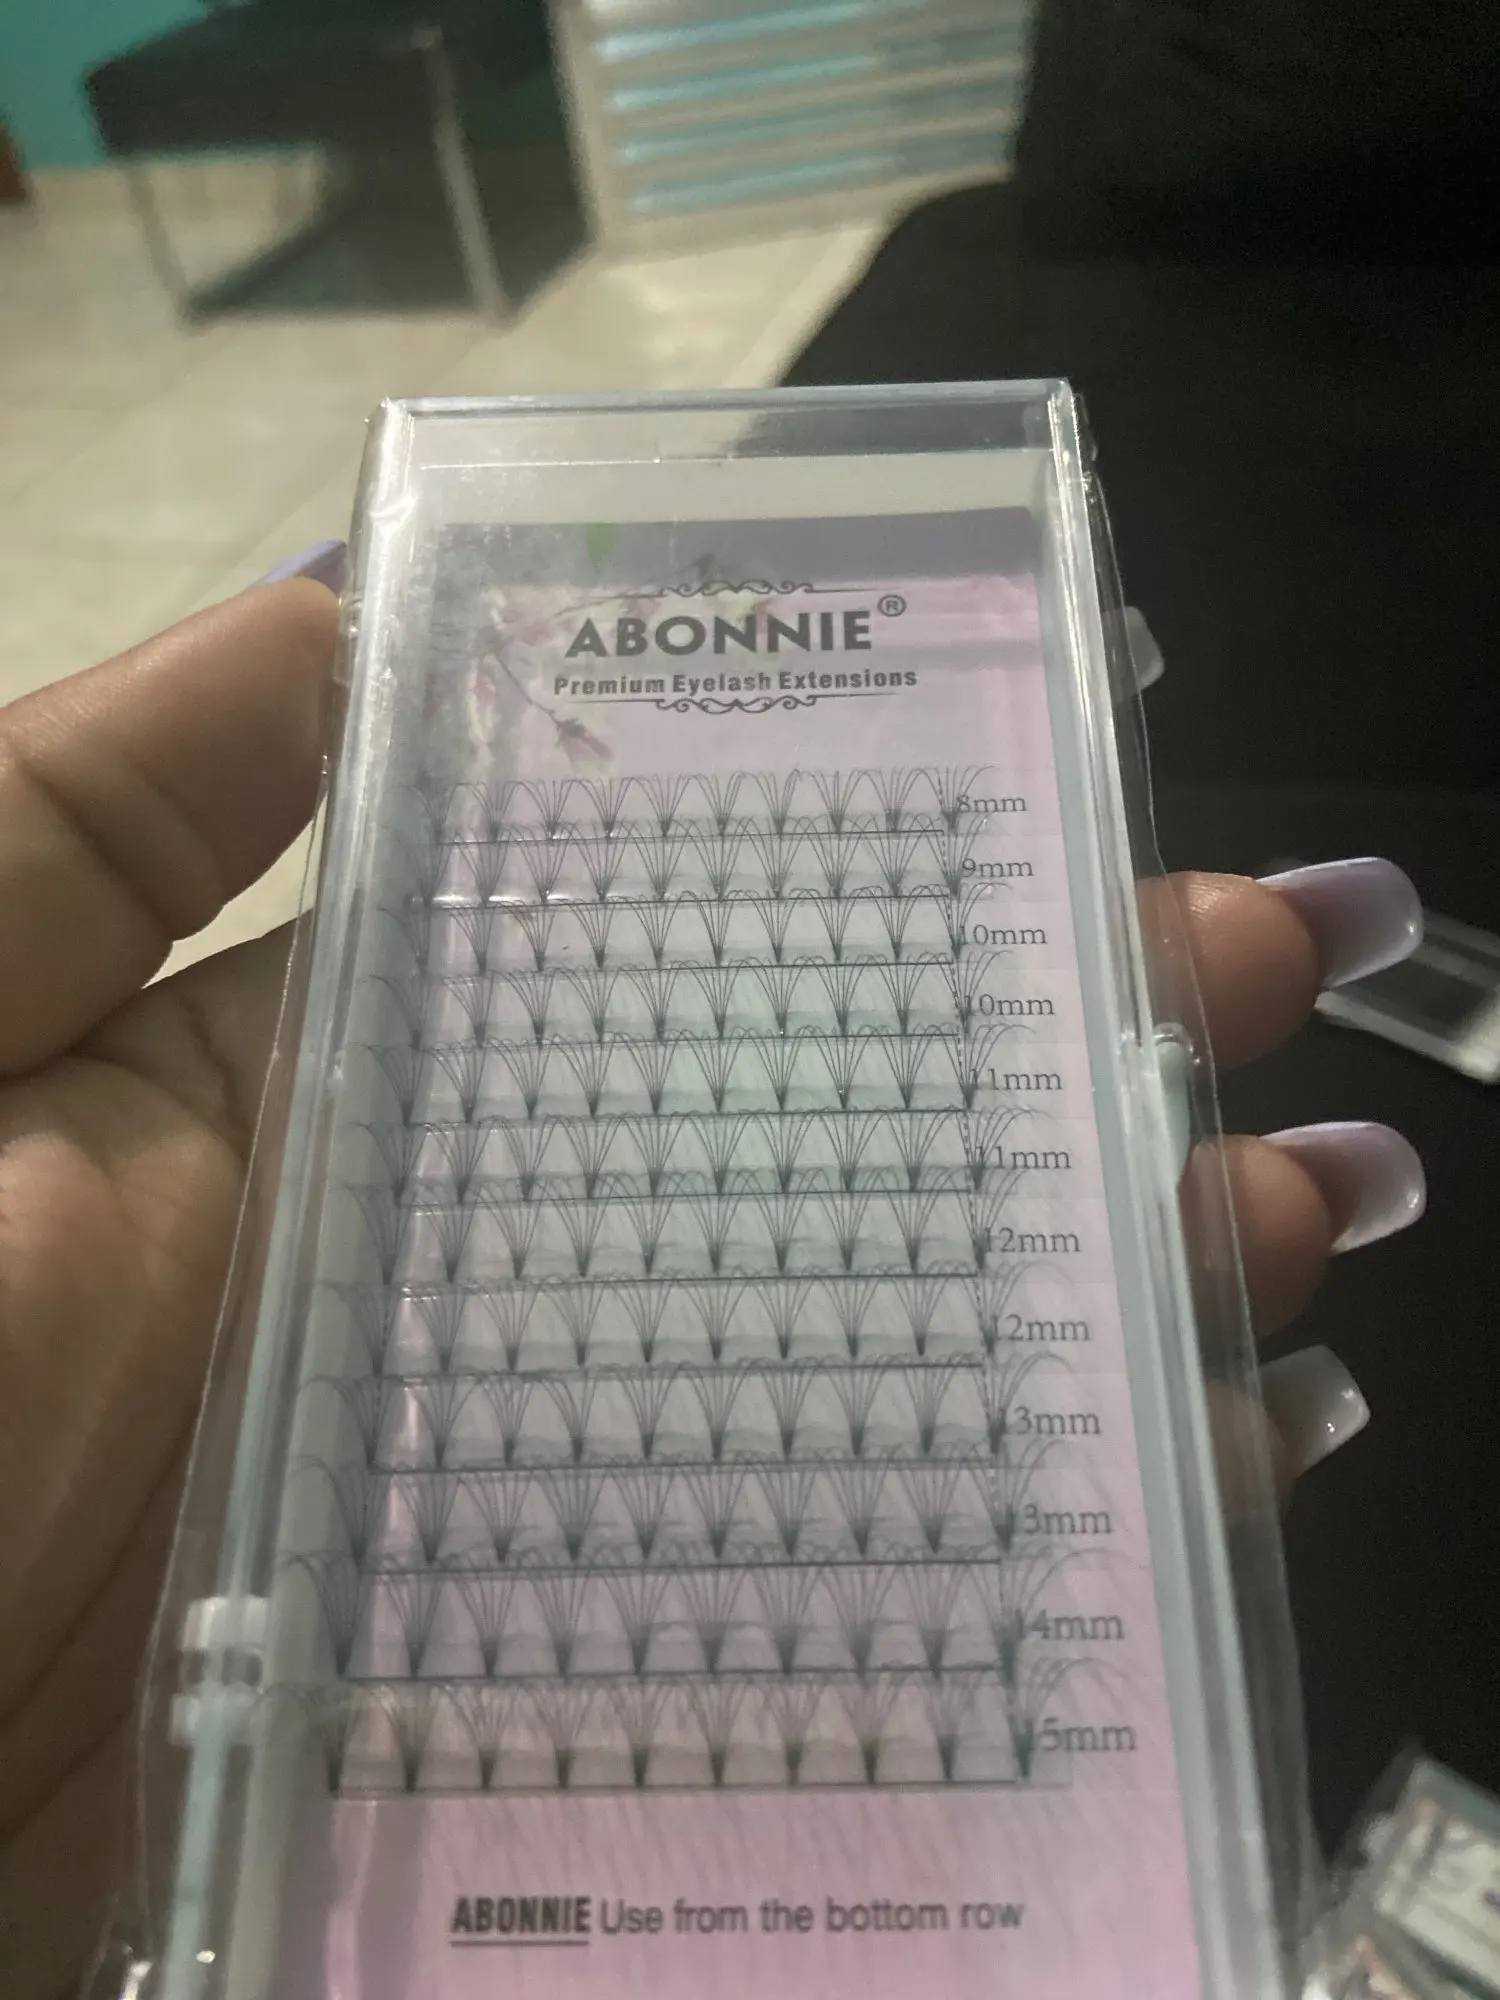 ABONNIE®
Premium Eyelash Extensions
8mm
9mm
10mm
10mm
11mm
11mm
12mm
12mm
13mm
13mm
14mm
15mm
ABONNIE Use from the bottom row